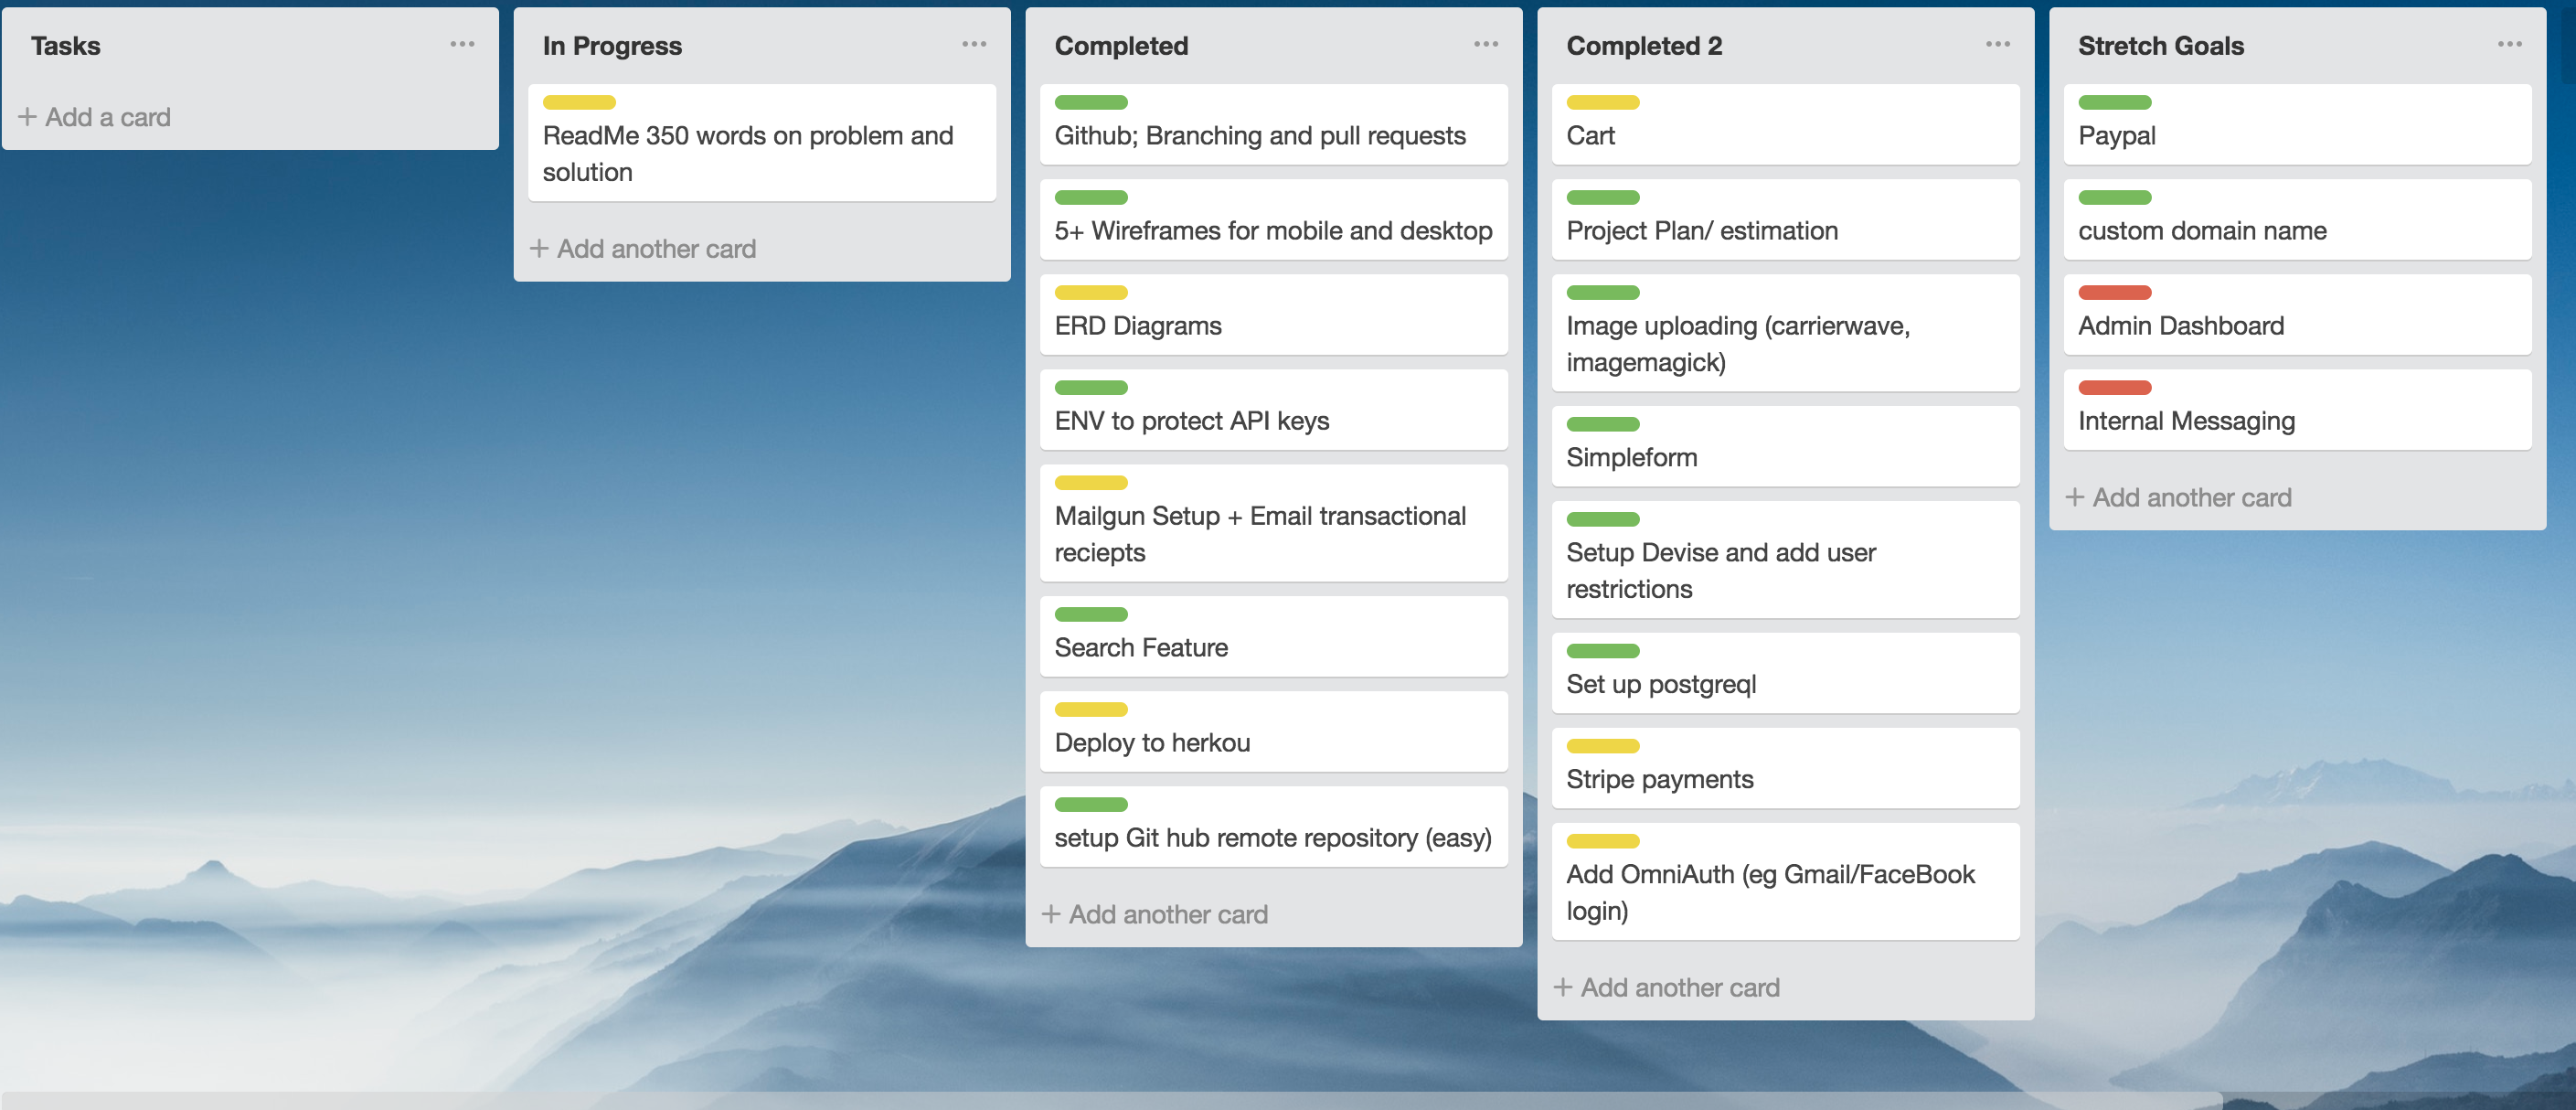 Tasks
+ Add a card
In Progress
ReadMe 350 words on problem and
solution
+ Add another card
Completed
Github; Branching and pull requests
5+ Wireframes for mobile and desktop
ERD Diagrams
ENV to protect API keys
Mailgun Setup + Email transactional
reciepts
Search Feature
Deploy to herkou
setup Git hub remote repository (easy)
+ Add another card
Completed 2
Cart
Project Plan/ estimation
Image uploading (carrierwave,
imagemagick)
Simpleform
Setup Devise and add user
restrictions
Set up postgreql
Stripe payments
Add OmniAuth (eg Gmail/FaceBook
login)
+ Add another card
Stretch Goals
Paypal
custom domain name
Admin Dashboard
Internal Messaging
+ Add another card